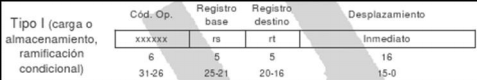 Tipo I (carga o almacenamiento, ramificación condicional)
Cód. Op. Registro base Registro destino Desplazamiento
xxxxxx rs rt Inmediato
6 5 5 16
31-26 25-21 20-16 15-0